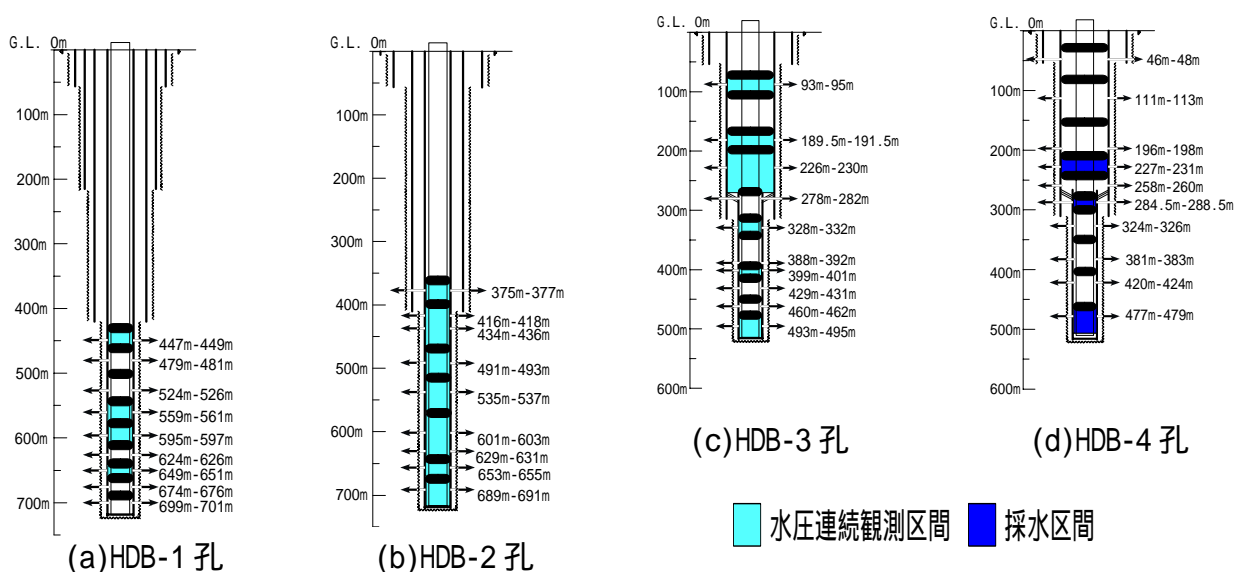 G.L. 0m
100m
200m
300m
400m
500m
600m
700m
447m-449m
479m-481m
524m-526m
559m-561m
595m-597m
624m-626m
649m-651m
674m-676m
699m-701m
(a)HDB-1 孔
G.L. 0m
100m
200m
300m
400m
500m
600m
700m
375m-377m
416m-418m
434m-436m
491m-493m
535m-537m
601m-603m
629m-631m
653m-655m
689m-691m
(b)HDB-2 孔
G.L. 0m
100m
200m
300m
400m
500m
600m
93m-95m
189.5m-191.5m
226m-230m
278m-282m
328m-332m
388m-392m
399m-401m
429m-431m
460m-462m
493m-495m
(c)HDB-3 孔
G.L. 0m
100m
200m
300m
400m
500m
600m
46m-48m
111m-113m
196m-198m
227m-231m
258m-260m
284.5m-288.5m
324m-326m
381m-383m
420m-424m
477m-479m
(d)HDB-4 孔
水圧連続観測区間
採水区間